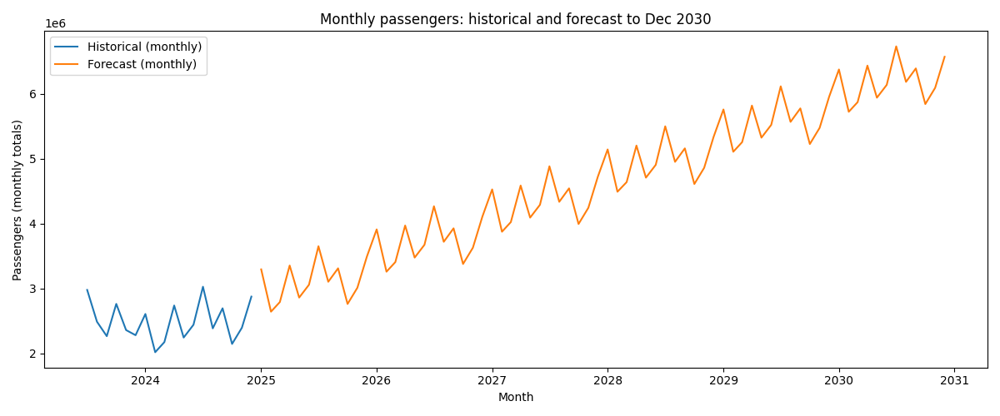 Monthly passengers: historical and forecast to Dec 2030
1e6
Historical (monthly)
Forecast (monthly)
6
5
4
3
2
Passengers (monthly totals)
2024 2025 2026 2027 2028 2029 2030 2031
Month